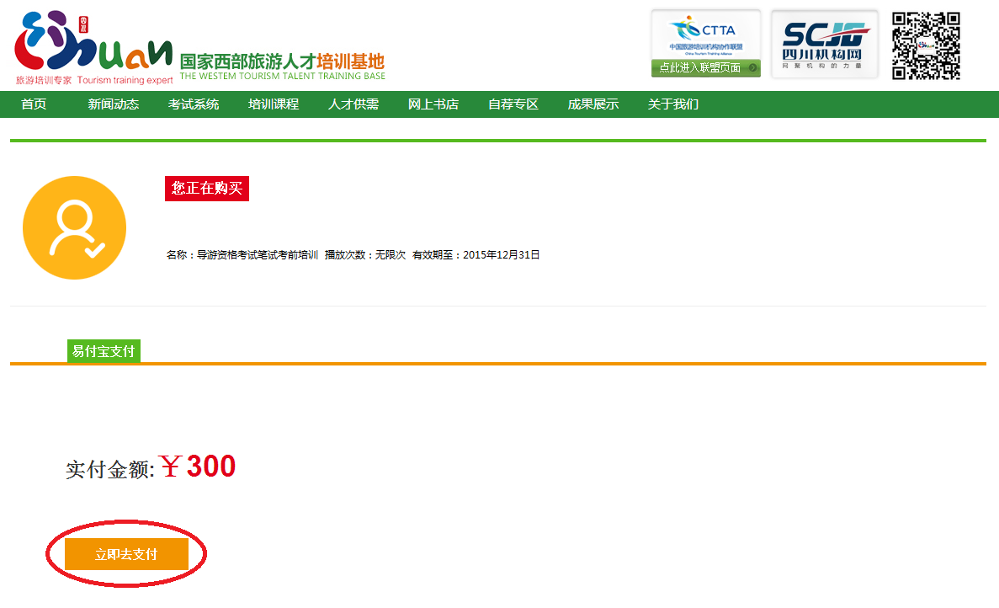 uan
国家西部旅游人才培训基地
旅游培训专家 Tourism training expert
THE WESTEM TOURISM TALENT TRAINING BASE
CTTA
中国旅游培训机构协作联盟
China Tourism Training Alliance
点此进入联盟页面
SCJG
四川机构网
网聚机构的力量
首页 新闻动态 考试系统 培训课程 人才供需 网上书店 自荐专区 成果展示 关于我们
您正在购买
名称：导游资格考试笔试考前培训 播放次数：无限次 有效期至：2015年12月31日
易付宝支付
实付金额:￥300
立即去支付